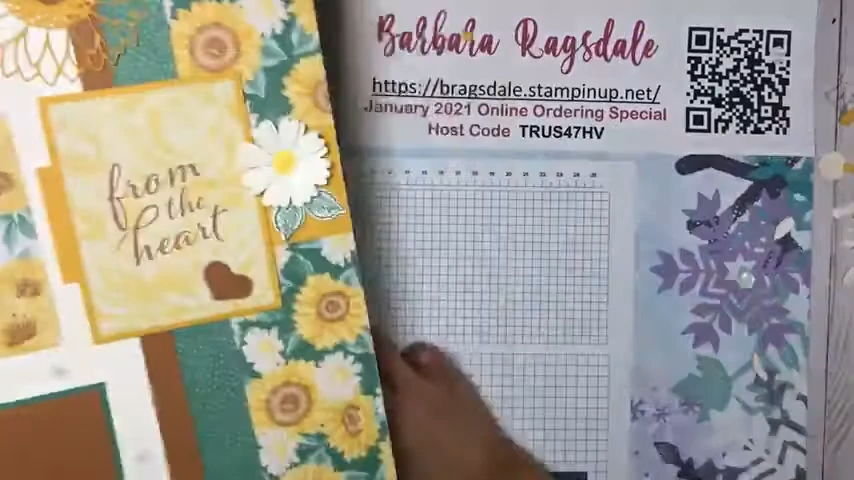 Barbara Ragsdale
https://bragsdale.stampinup.net/
January 2021 Online Ordering Special
Host Code TRUS47HV
from
the
heart